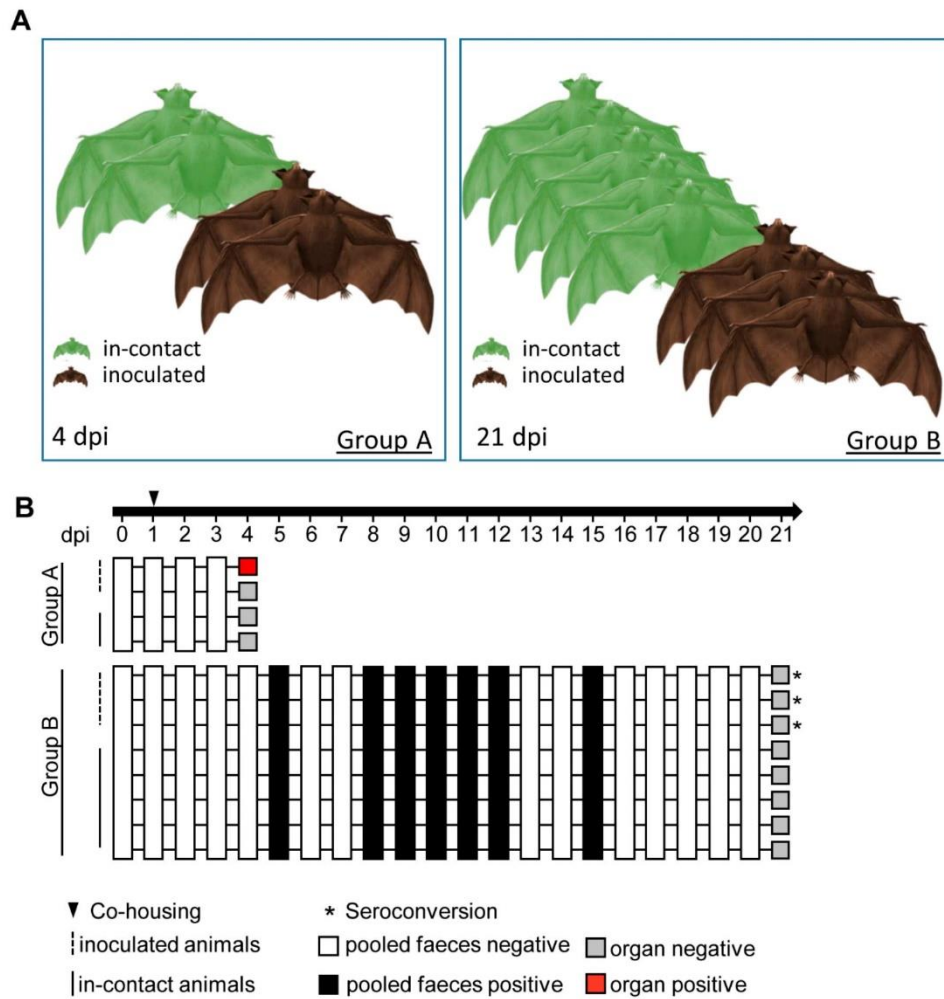 A
in-contact
inoculated
4 dpi
Group A
in-contact
inoculated
21 dpi
Group B
B
dpi 0 1 2 3 4 5 6 7 8 9 10 11 12 13 14 15 16 17 18 19 20 21
Group A
Group B
*
*
*
Co-housing
inoculated animals
in-contact animals
* Seroconversion
pooled faeces negative
pooled faeces positive
organ negative
organ positive